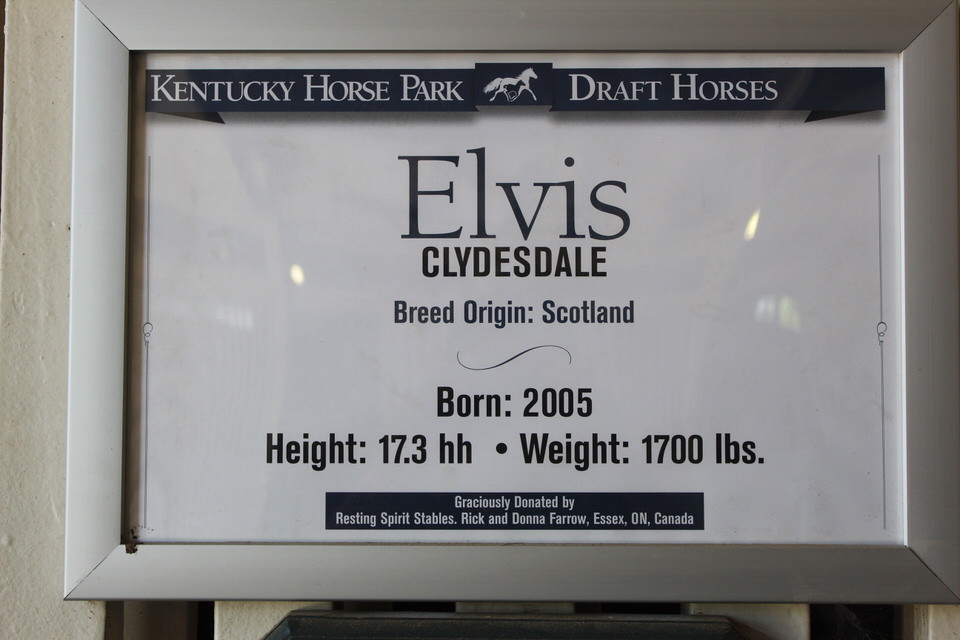 Kentucky Horse Park Draft Horses
Elvis
CLYDESDALE
Breed Origin: Scotland
Born: 2005
Height: 17.3 hh • Weight: 1700 lbs.
Graciously Donated by
Resting Spirit Stables. Rick and Donna Farrow, Essex, ON, Canada